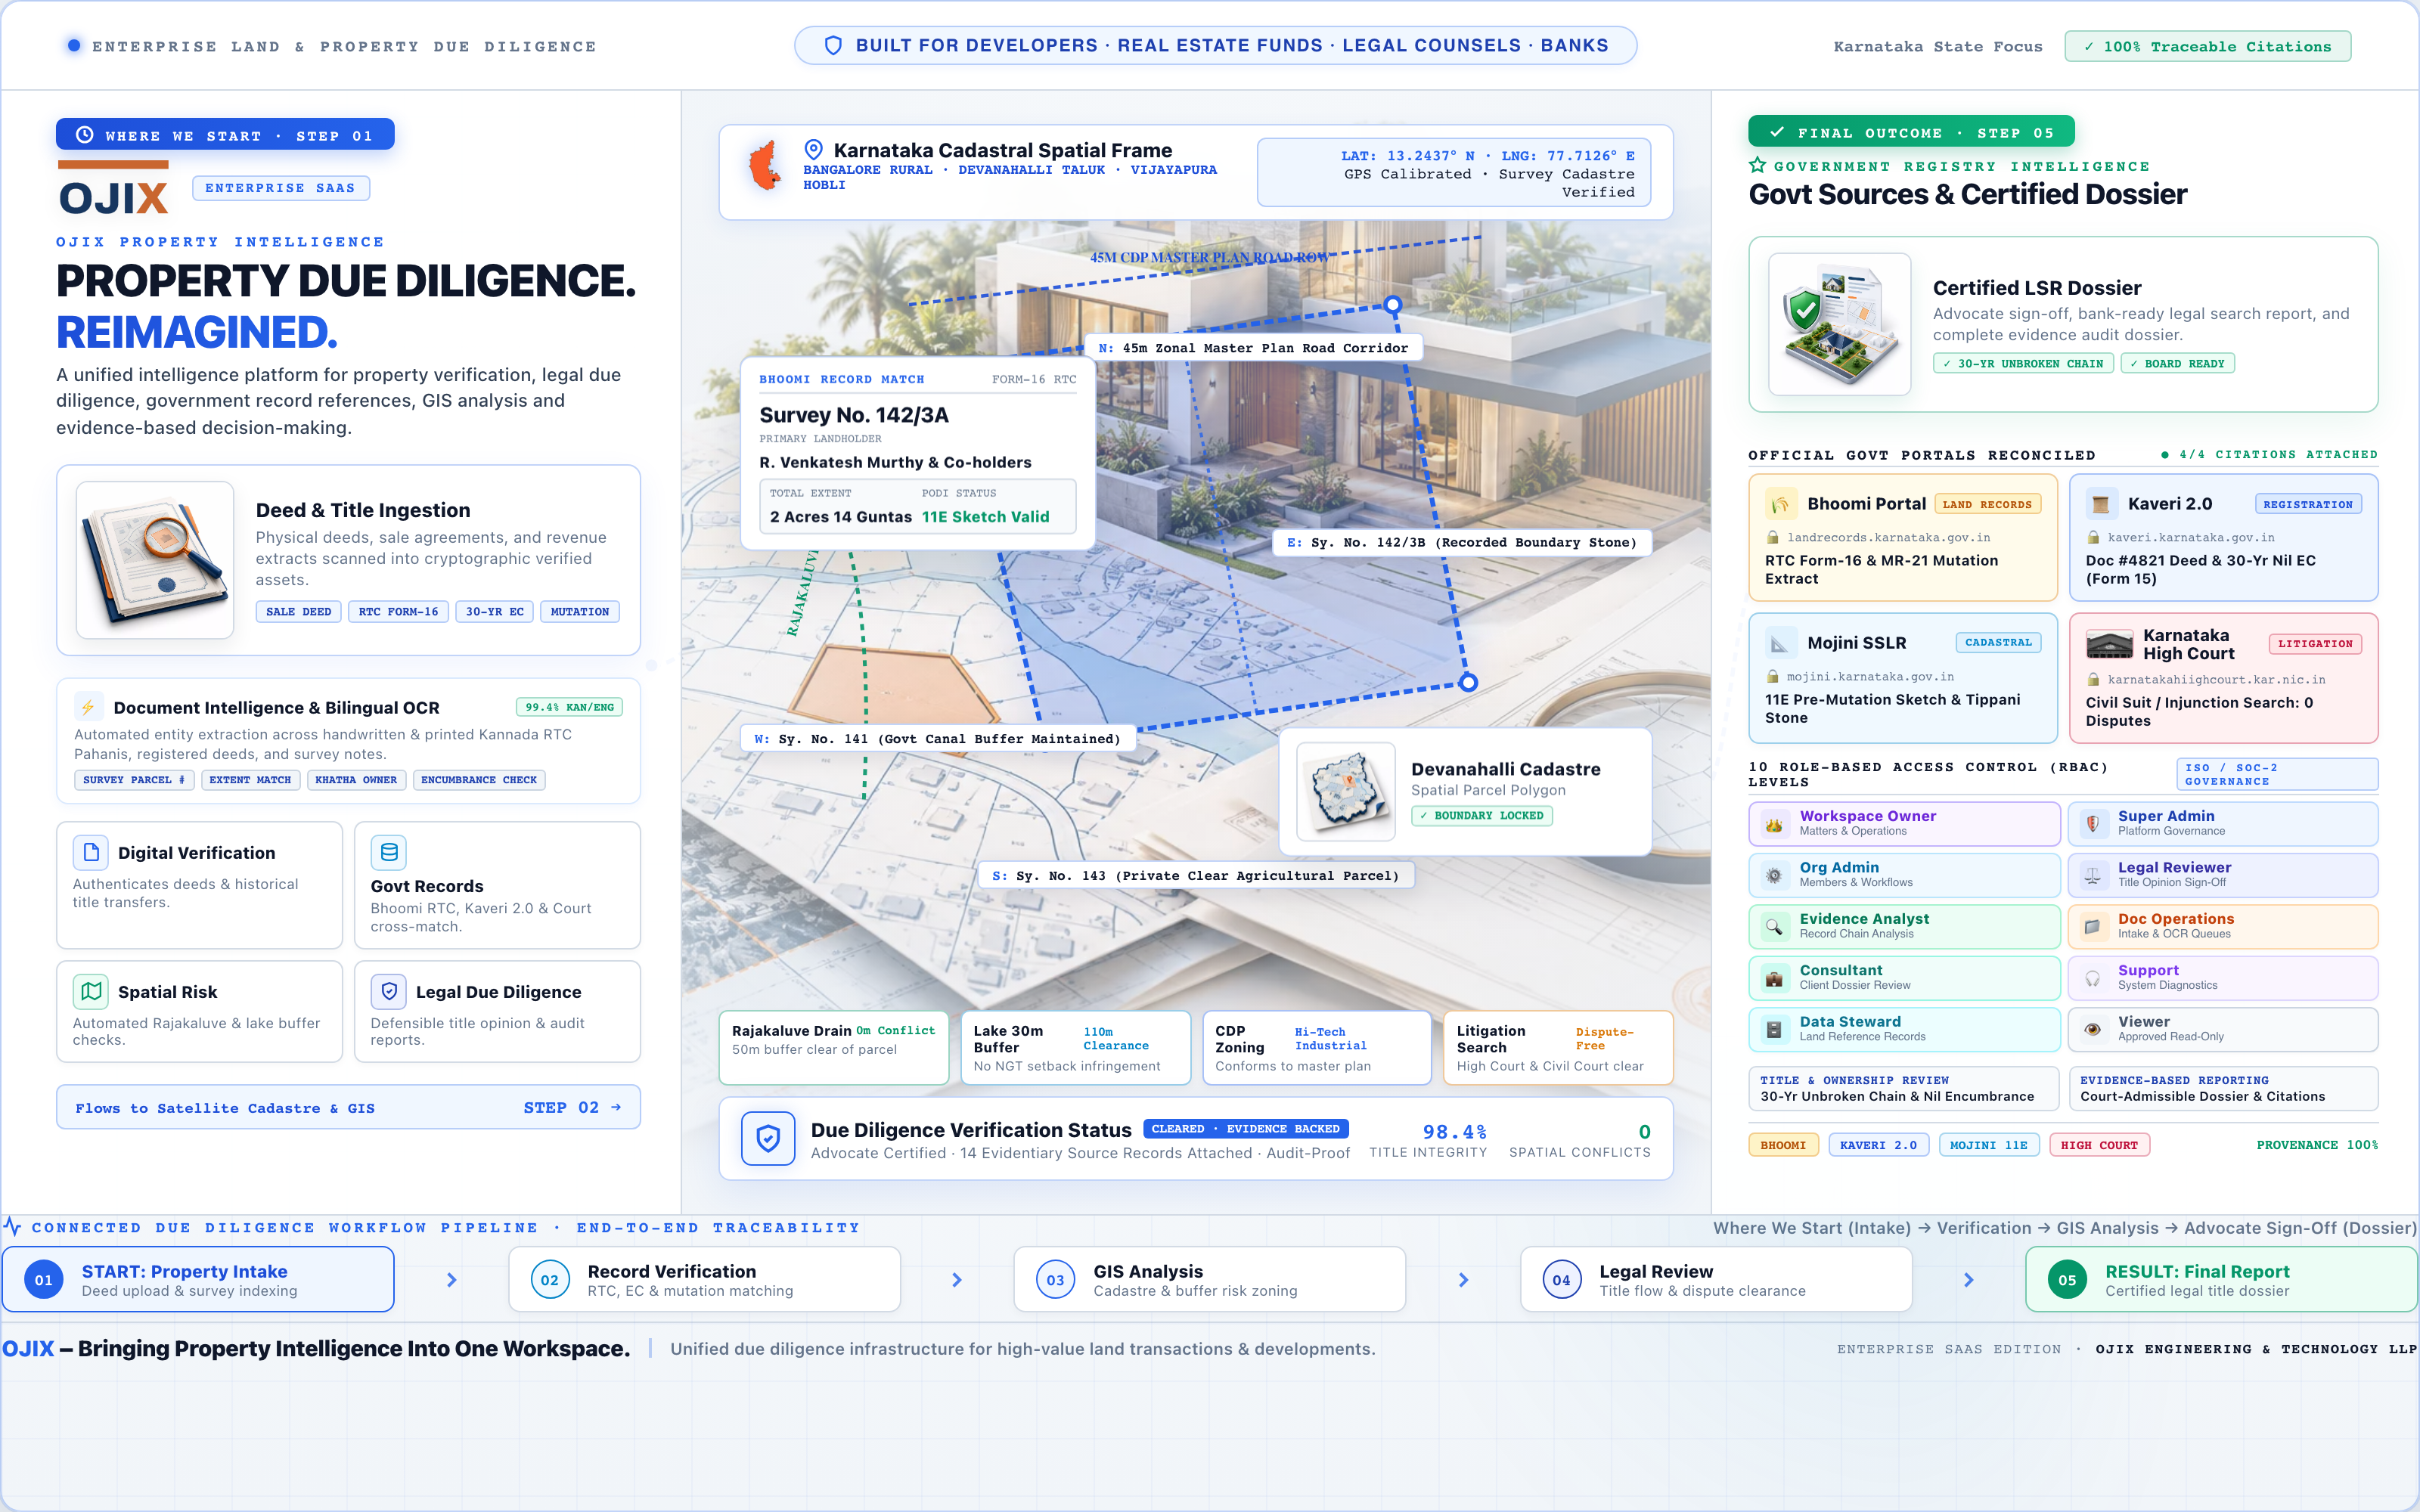 ENTERPRISE LAND & PROPERTY DUE DILIGENCE
BUILT FOR DEVELOPERS · REAL ESTATE FUNDS · LEGAL COUNSELS · BANKS
Karnataka State Focus
✓ 100% Traceable Citations
WHERE WE START · STEP 01
OJIX
ENTERPRISE SAAS
OJIX PROPERTY INTELLIGENCE
PROPERTY DUE DILIGENCE.
REIMAGINED.
A unified intelligence platform for property verification, legal due
diligence, government record references, GIS analysis and
evidence-based decision-making.
Deed & Title Ingestion
Physical deeds, sale agreements, and revenue
extracts scanned into cryptographic verified
assets.
SALE DEED
RTC FORM-16
30-YR EC
MUTATION
Document Intelligence & Bilingual OCR
99.4% KAN/ENG
Automated entity extraction across handwritten & printed Kannada RTC
Pahanis, registered deeds, and survey notes.
SURVEY PARCEL #
EXTENT MATCH
KHATHA OWNER
ENCUMBRANCE CHECK
Digital Verification
Authenticates deeds & historical
title transfers.
Govt Records
Bhoomi RTC, Kaveri 2.0 & Court
cross-match.
Spatial Risk
Automated Rajakaluve & lake buffer
checks.
Legal Due Diligence
Defensible title opinion & audit
reports.
Flows to Satellite Cadastre & GIS
STEP 02 →
Karnataka Cadastral Spatial Frame
BANGALORE RURAL · DEVANAHALLI TALUK · VIJAYAPURA
HOBLI
LAT: 13.2437° N · LNG: 77.7126° E
GPS Calibrated · Survey Cadastre
Verified
45M CDP MASTER PLAN ROAD ROW
N: 45m Zonal Master Plan Road Corridor
BHOOMI RECORD MATCH
FORM-16 RTC
Survey No. 142/3A
PRIMARY LANDHOLDER
R. Venkatesh Murthy & Co-holders
TOTAL EXTENT
PODI STATUS
2 Acres 14 Guntas
11E Sketch Valid
E: Sy. No. 142/3B (Recorded Boundary Stone)
W: Sy. No. 141 (Govt Canal Buffer Maintained)
Devanahalli Cadastre
Spatial Parcel Polygon
✓ BOUNDARY LOCKED
S: Sy. No. 143 (Private Clear Agricultural Parcel)
Rajakaluve Drain
0m Conflict
50m buffer clear of parcel
Lake 30m
Buffer
110m
Clearance
No NGT setback infringement
CDP
Zoning
Hi-Tech
Industrial
Conforms to master plan
Litigation
Search
Dispute-
Free
High Court & Civil Court clear
Due Diligence Verification Status
CLEARED · EVIDENCE BACKED
Advocate Certified · 14 Evidentiary Source Records Attached · Audit-Proof
98.4%
TITLE INTEGRITY
0
SPATIAL CONFLICTS
FINAL OUTCOME · STEP 05
GOVERNMENT REGISTRY INTELLIGENCE
Govt Sources & Certified Dossier
Certified LSR Dossier
Advocate sign-off, bank-ready legal search report, and
complete evidence audit dossier.
✓ 30-YR UNBROKEN CHAIN
✓ BOARD READY
OFFICIAL GOVT PORTALS RECONCILED
● 4/4 CITATIONS ATTACHED
Bhoomi Portal
LAND RECORDS
landrecords.karnataka.gov.in
RTC Form-16 & MR-21 Mutation
Extract
Kaveri 2.0
REGISTRATION
kaveri.karnataka.gov.in
Doc #4821 Deed & 30-Yr Nil EC
(Form 15)
Mojini SSLR
CADASTRAL
mojini.karnataka.gov.in
11E Pre-Mutation Sketch & Tippani
Stone
Karnataka
High Court
LITIGATION
karnatakahiighcourt.kar.nic.in
Civil Suit / Injunction Search: 0
Disputes
10 ROLE-BASED ACCESS CONTROL (RBAC)
LEVELS
ISO / SOC-2
GOVERNANCE
Workspace Owner
Matters & Operations
Super Admin
Platform Governance
Org Admin
Members & Workflows
Legal Reviewer
Title Opinion Sign-Off
Evidence Analyst
Record Chain Analysis
Doc Operations
Intake & OCR Queues
Consultant
Client Dossier Review
Support
System Diagnostics
Data Steward
Land Reference Records
Viewer
Approved Read-Only
TITLE & OWNERSHIP REVIEW
30-Yr Unbroken Chain & Nil Encumbrance
EVIDENCE-BASED REPORTING
Court-Admissible Dossier & Citations
BHOOMI
KAVERI 2.0
MOJINI 11E
HIGH COURT
PROVENANCE 100%
CONNECTED DUE DILIGENCE WORKFLOW PIPELINE · END-TO-END TRACEABILITY
Where We Start (Intake) → Verification → GIS Analysis → Advocate Sign-Off (Dossier)
01
START: Property Intake
Deed upload & survey indexing
02
Record Verification
RTC, EC & mutation matching
03
GIS Analysis
Cadastre & buffer risk zoning
04
Legal Review
Title flow & dispute clearance
05
RESULT: Final Report
Certified legal title dossier
OJIX – Bringing Property Intelligence Into One Workspace.
Unified due diligence infrastructure for high-value land transactions & developments.
ENTERPRISE SAAS EDITION · OJIX ENGINEERING & TECHNOLOGY LLP